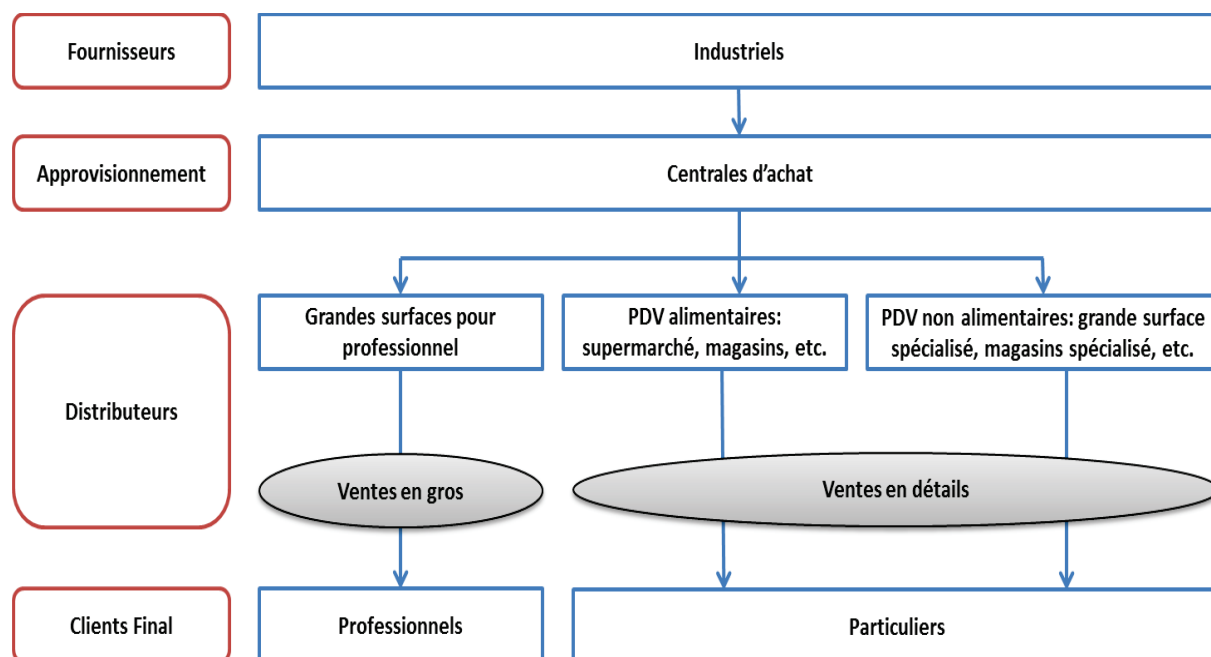 Fournisseurs
Industriels
Approvisionnement
Centrales d'achat
Distributeurs
Grandes surfaces pour
professionnel
PDV alimentaires:
supermarché, magasins, etc.
PDV non alimentaires: grande surface
spécialisé, magasins spécialisé, etc.
Ventes en gros
Ventes en détails
Clients Final
Professionnels
Particuliers